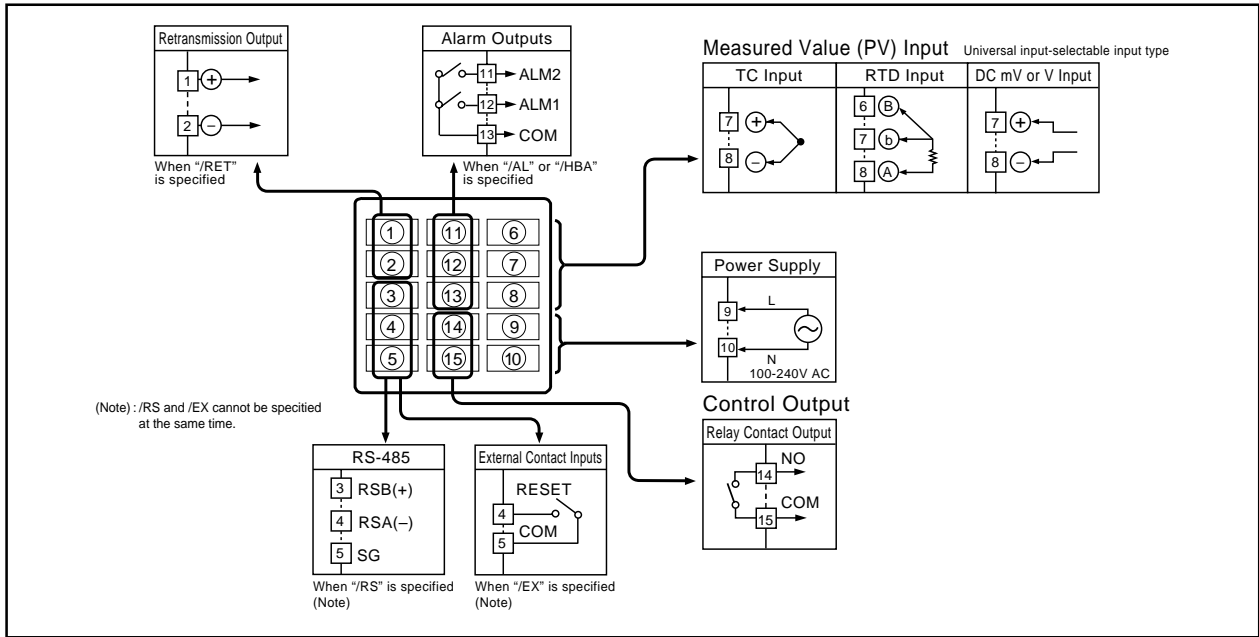 Retransmission Output
1 +
2 –
When “/RET”
is specified
Alarm Outputs
11 ALM2
12 ALM1
13 COM
When “/AL” or “/HBA”
is specified
Measured Value (PV) Input Universal input-selectable input type
TC Input
7 +
8 –
RTD Input
6 B
7 b
8 A
DC mV or V Input
7 +
8 –
1 11 6
2 12 7
3 13 8
4 14 9
5 15 10
Power Supply
9 L
10 N
100-240V AC
(Note) : /RS and /EX cannot be specitied
at the same time.
Control Output
Relay Contact Output
14 NO
15 COM
RS-485
3 RSB(+)
4 RSA(–)
5 SG
When “/RS” is specified
(Note)
External Contact Inputs
RESET
4
COM
5
When “/EX” is specified
(Note)